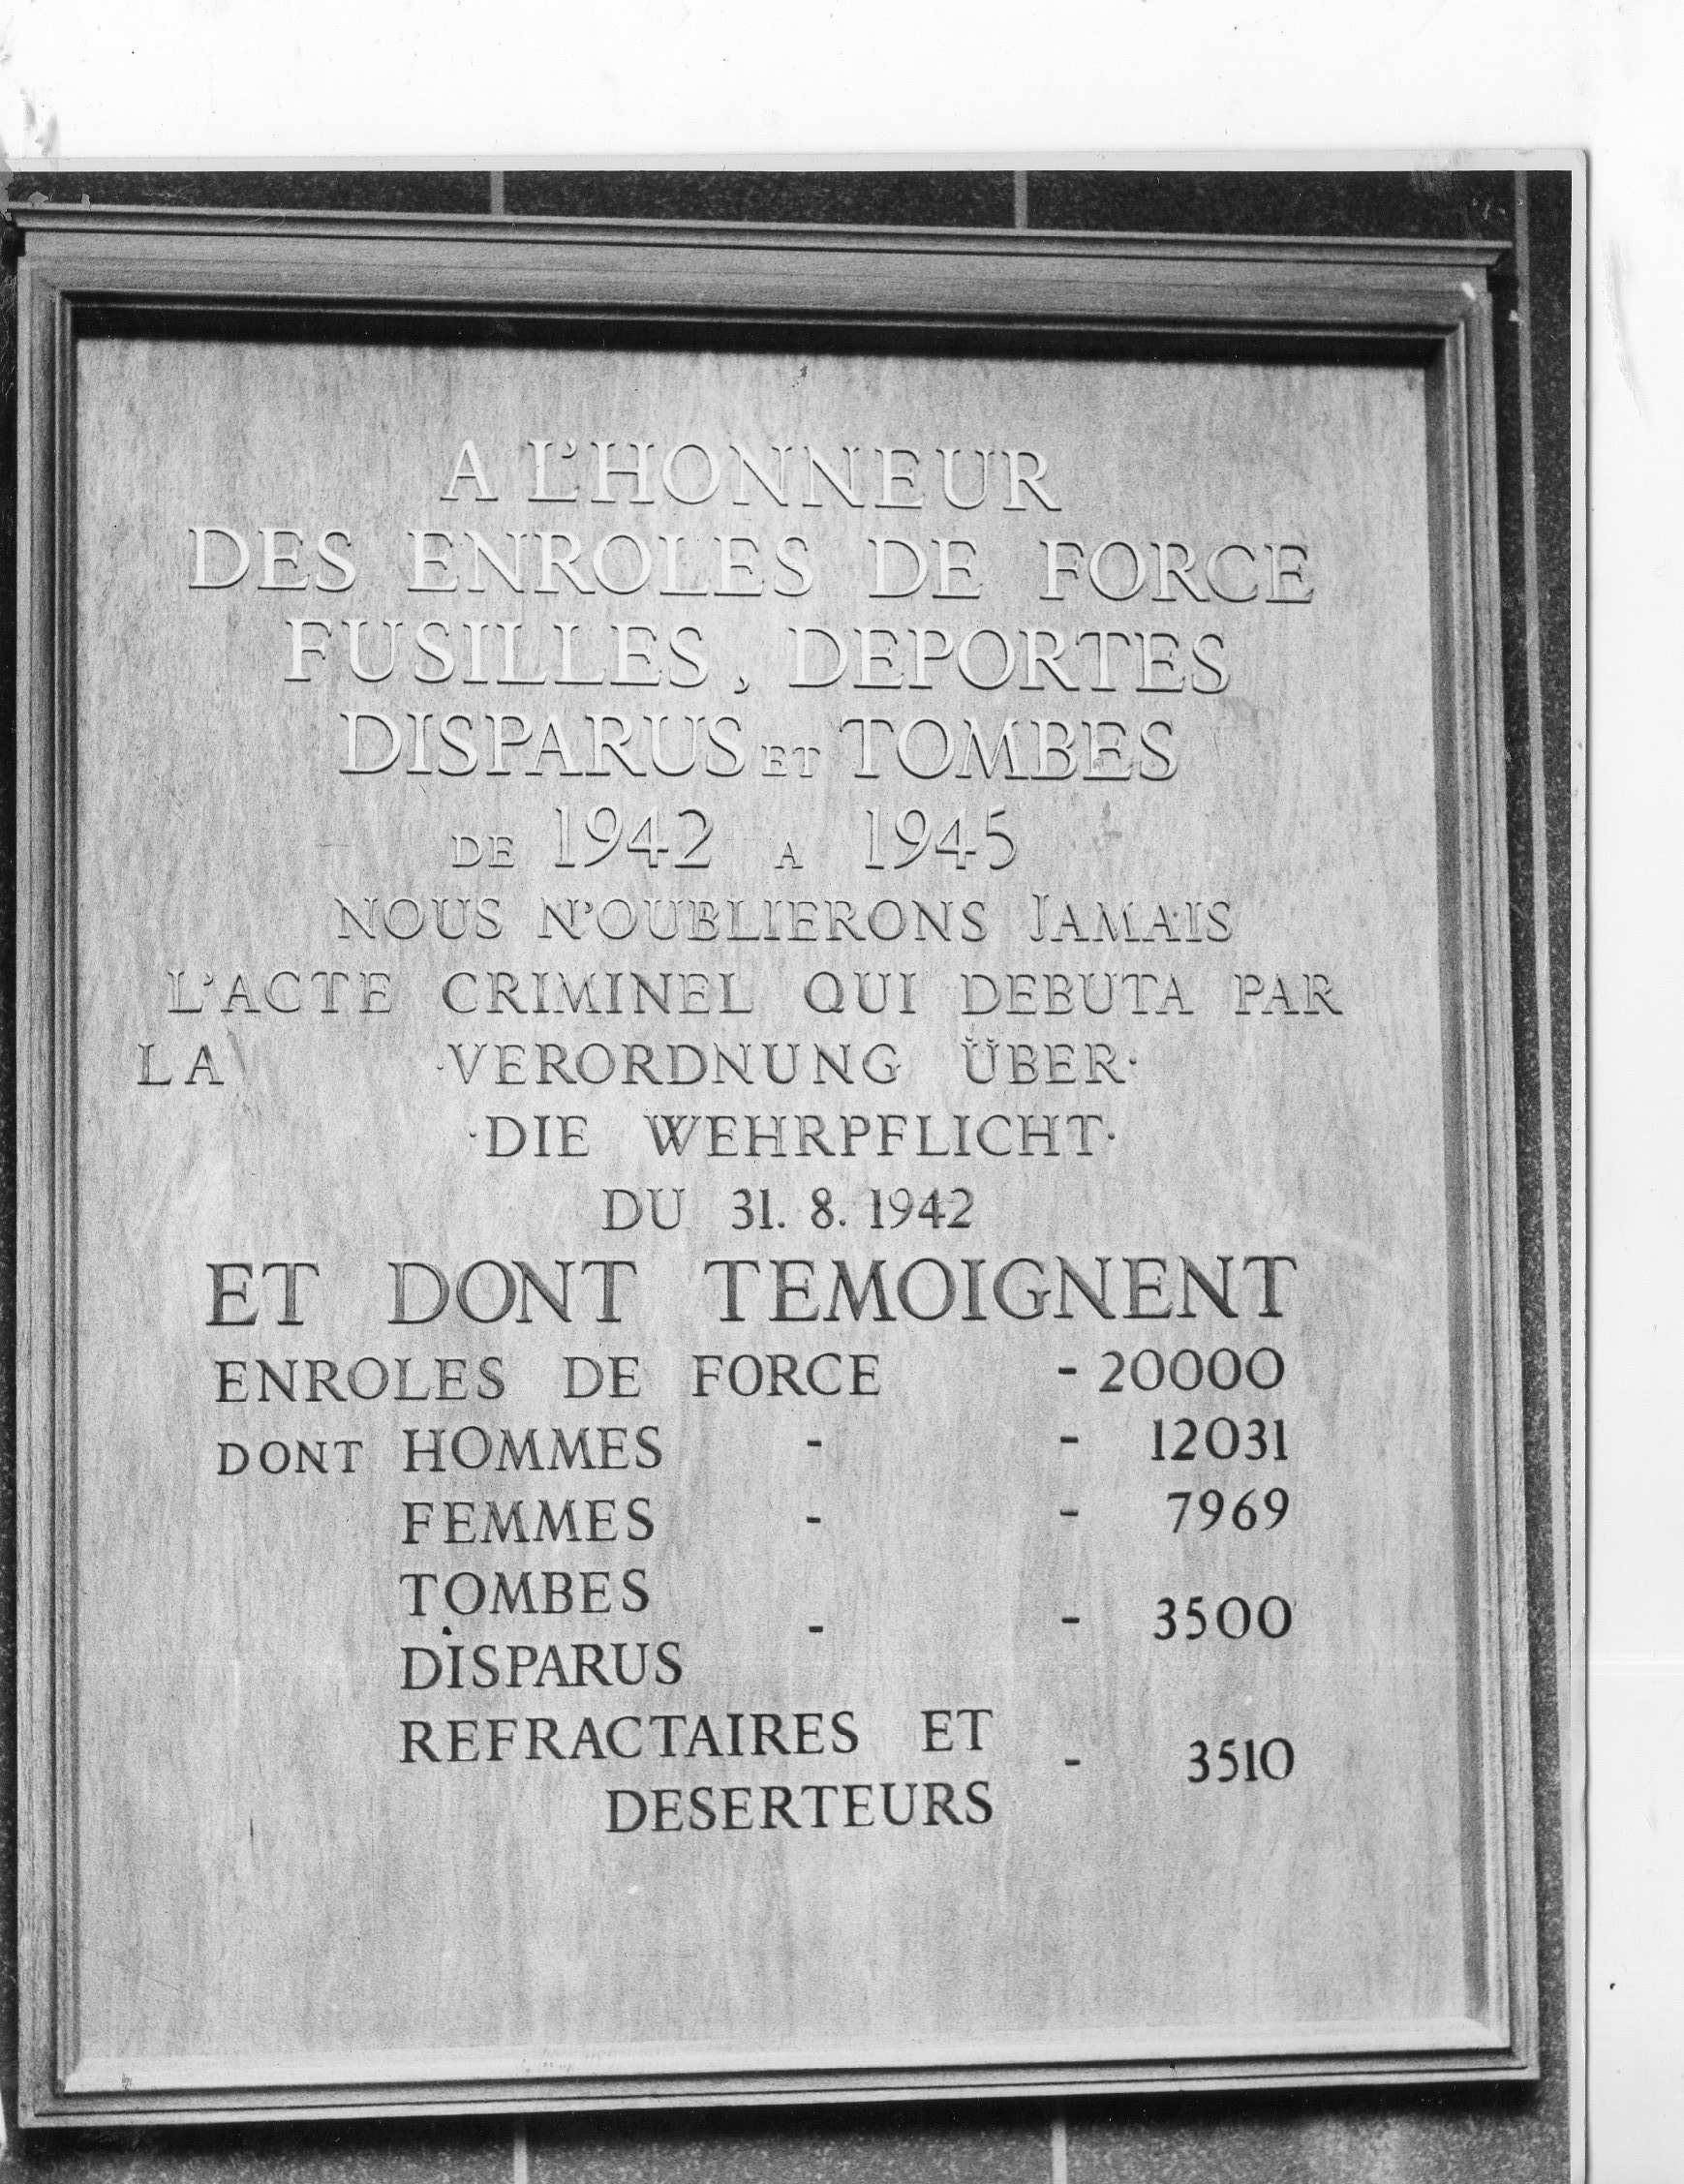 A L'HONNEUR
DES ENROLES DE FORCE
FUSILLES, DEPORTES
DISPARUS ET TOMBES
DE 1942 A 1945
NOUS N'OUBLIERONS JAMAIS
L'ACTE CRIMINEL QUI DEBUTA PAR
LA ·VERORDNUNG ÜBER·
·DIE WEHRPFLICHT·
DU 31. 8. 1942
ET DONT TEMOIGNENT
ENROLES DE FORCE - 20000
DONT HOMMES - - 12031
FEMMES - - 7969
TOMBES
DISPARUS - - 3500
REFRACTAIRES ET
DESERTEURS - 3510